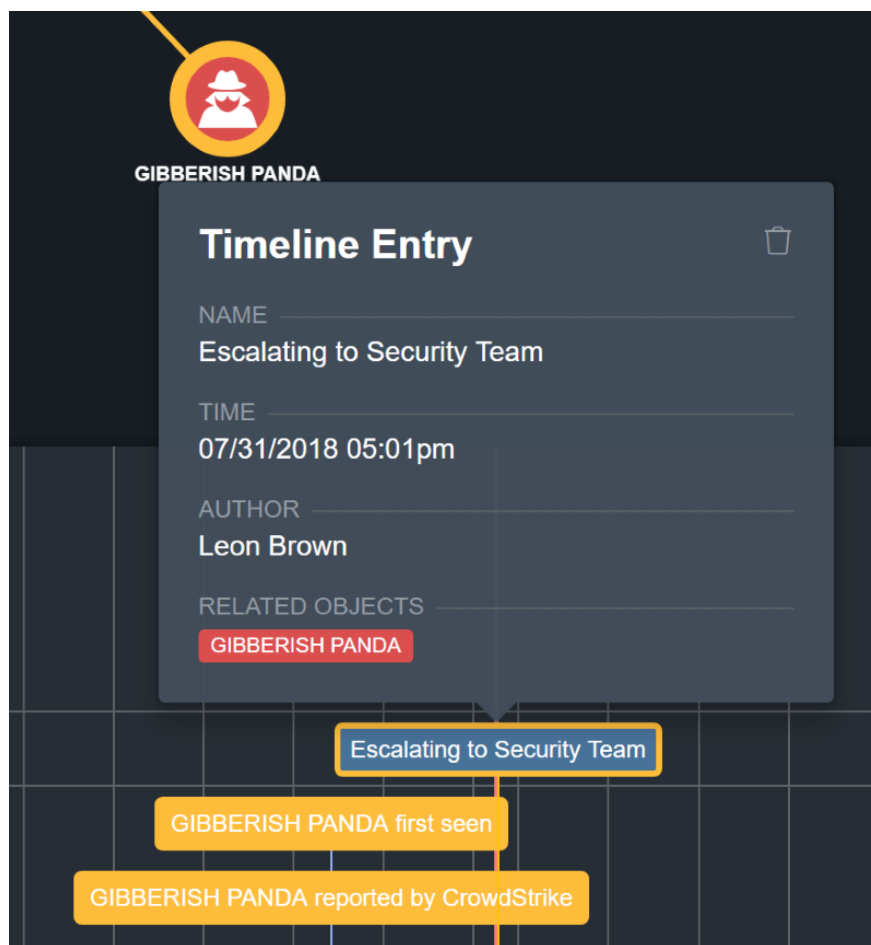 GIBBERISH PANDA
Timeline Entry
NAME
Escalating to Security Team
TIME
07/31/2018 05:01pm
AUTHOR
Leon Brown
RELATED OBJECTS
GIBBERISH PANDA
Escalating to Security Team
GIBBERISH PANDA first seen
GIBBERISH PANDA reported by CrowdStrike